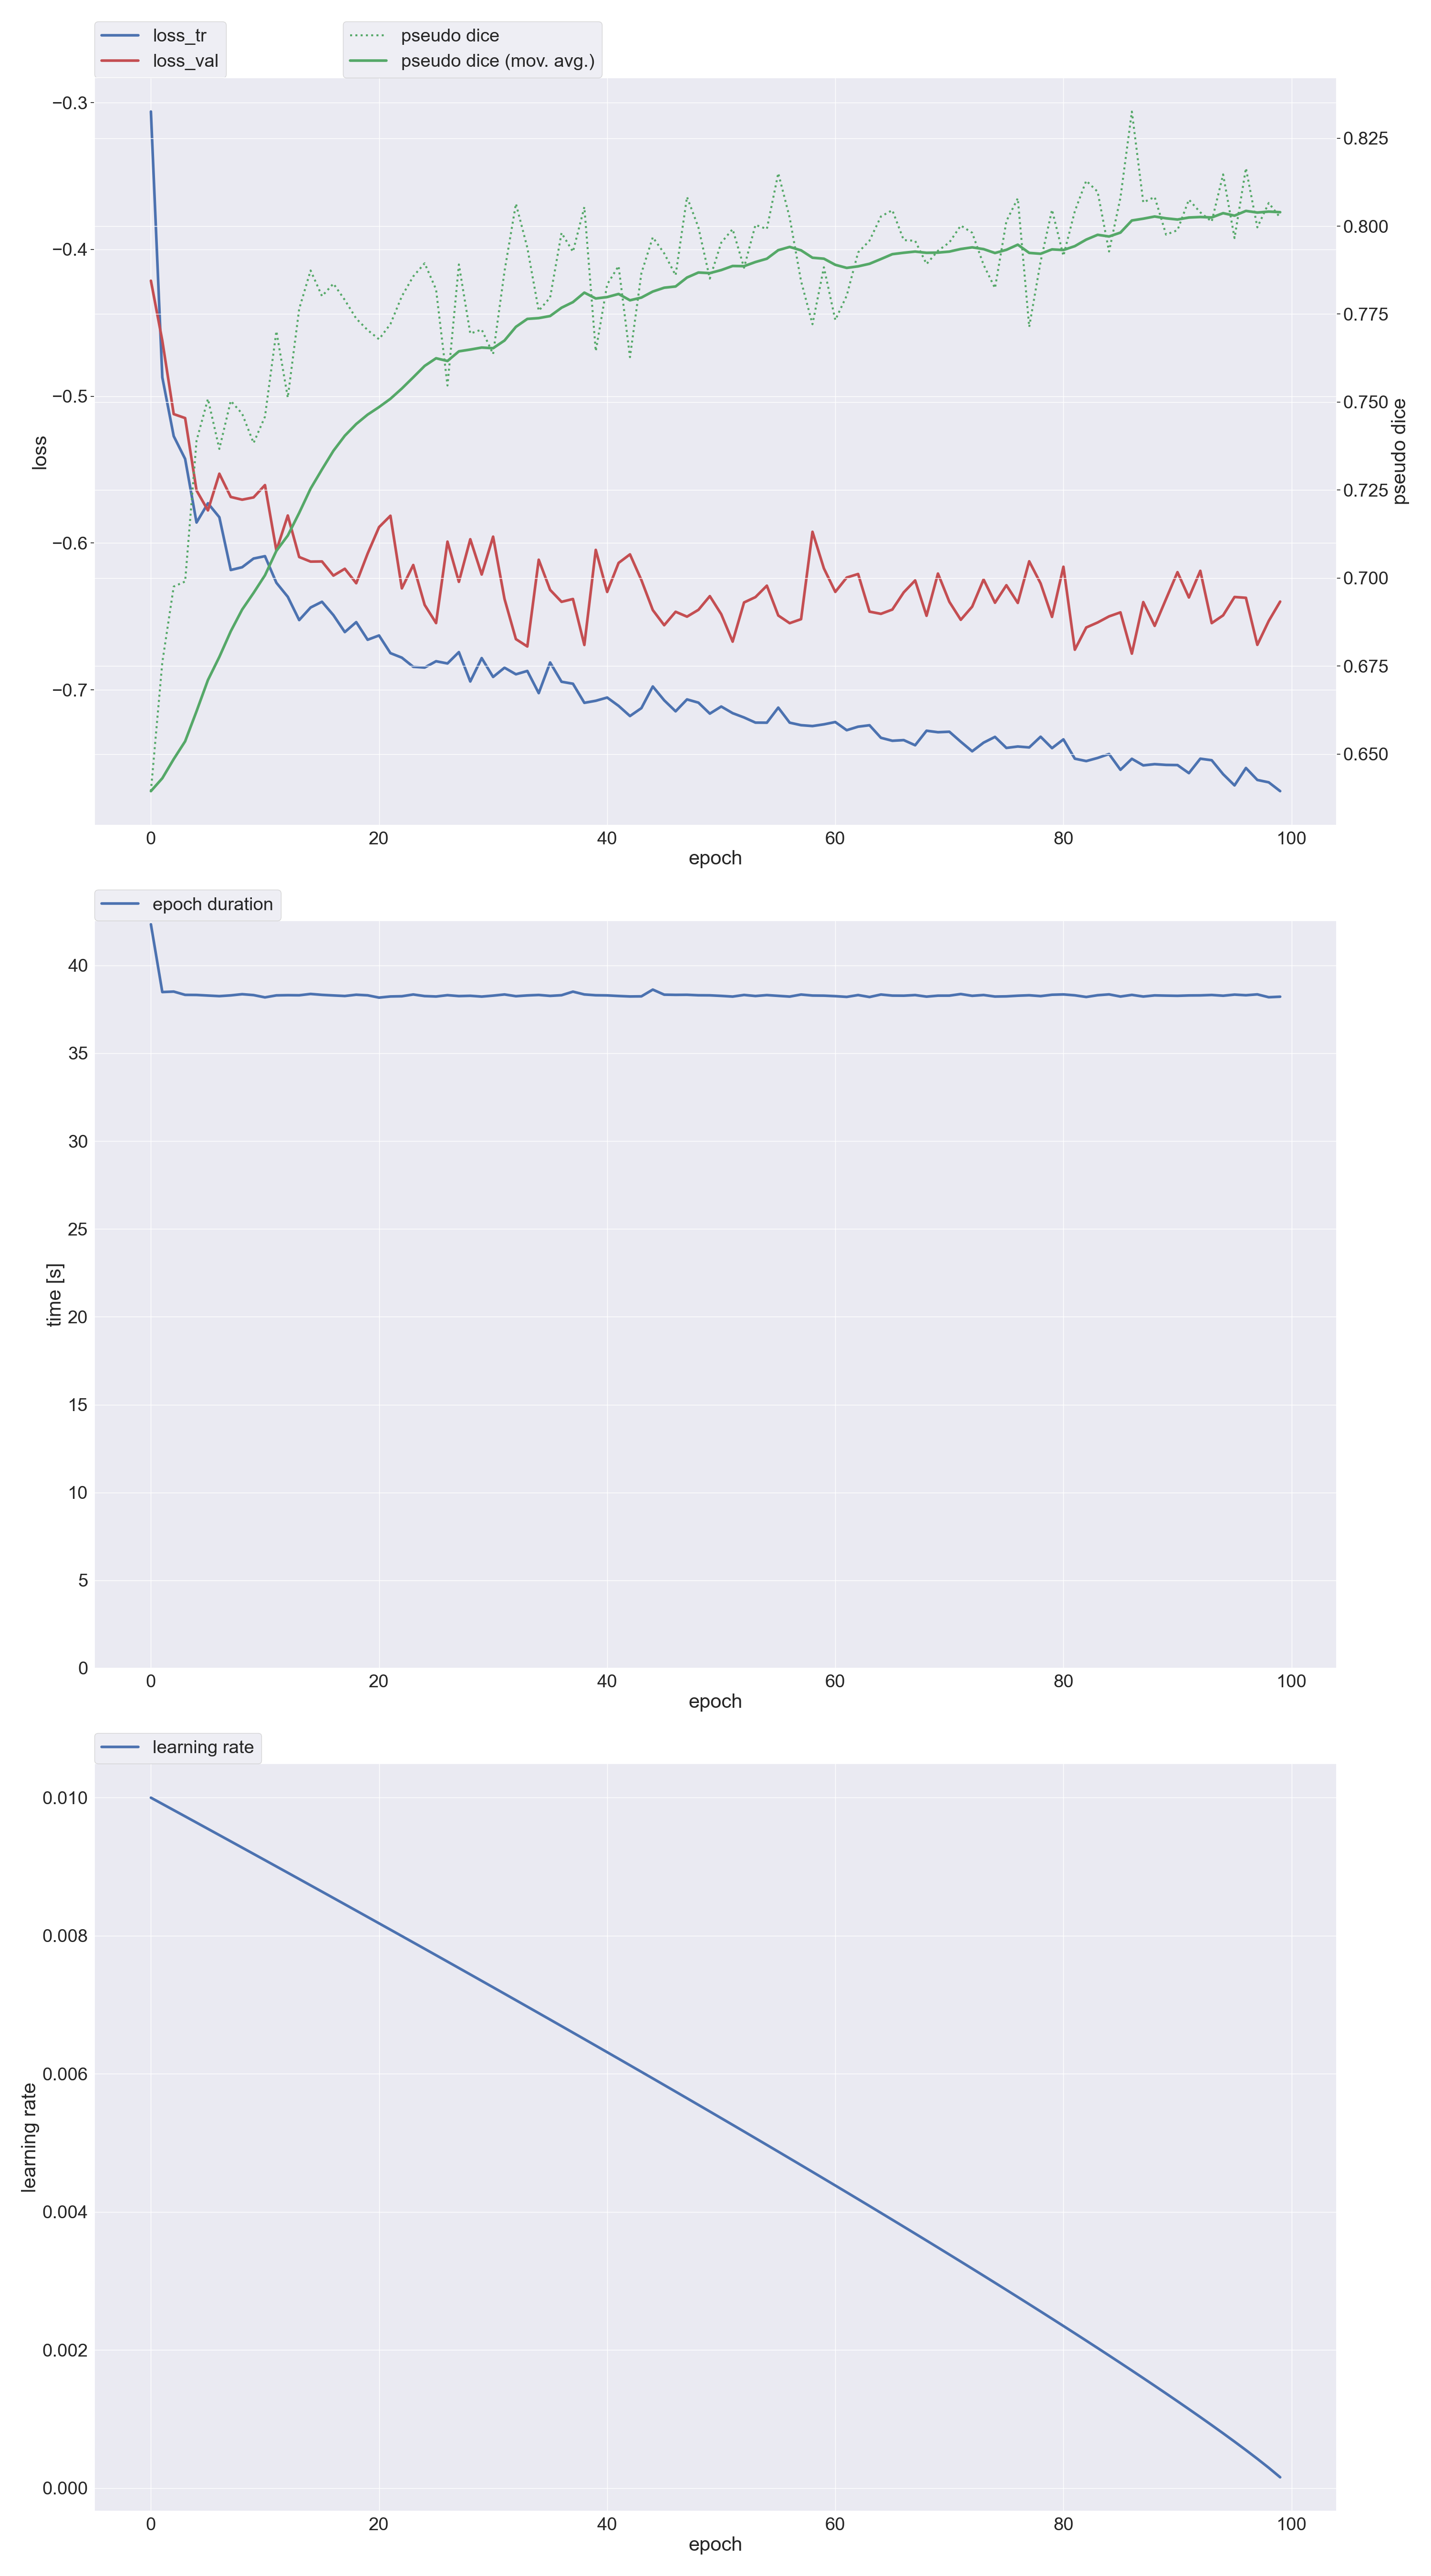 loss_tr
loss_val
pseudo dice
pseudo dice (mov. avg.)
−0.3
−0.4
−0.5
−0.6
−0.7
loss
0.825
0.800
0.775
0.750
0.725
0.700
0.675
0.650
pseudo dice
0 20 40 60 80 100
epoch
epoch duration
40
35
30
25
20
15
10
5
0
time [s]
0 20 40 60 80 100
epoch
learning rate
0.010
0.008
0.006
0.004
0.002
0.000
learning rate
0 20 40 60 80 100
epoch